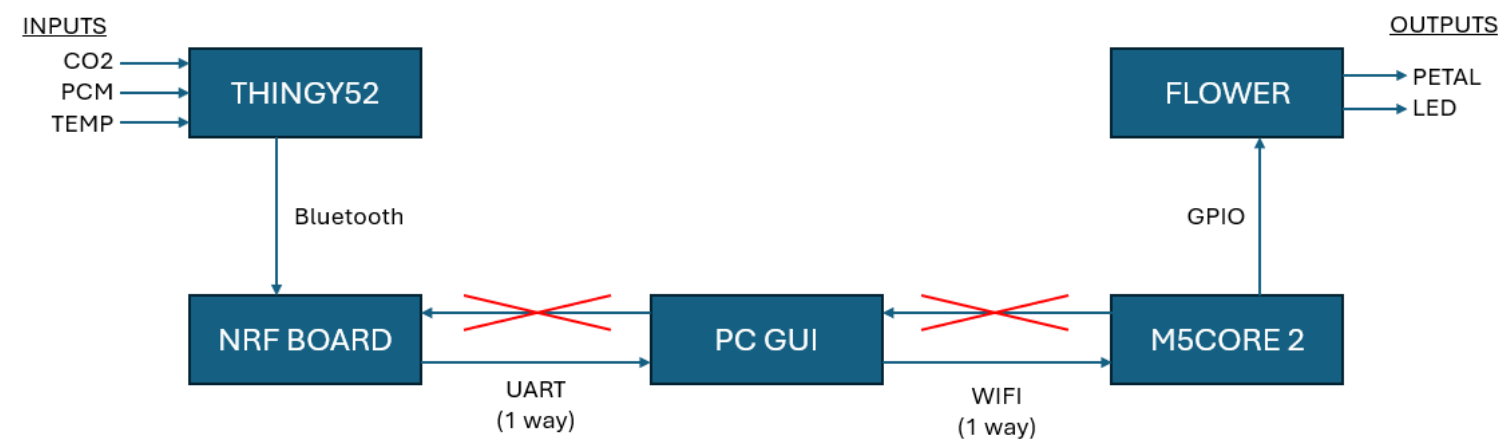 INPUTS
CO2
PCM
TEMP
THINGY52
Bluetooth
NRF BOARD
UART
(1 way)
PC GUI
WIFI
(1 way)
M5CORE 2
GPIO
FLOWER
OUTPUTS
PETAL
LED